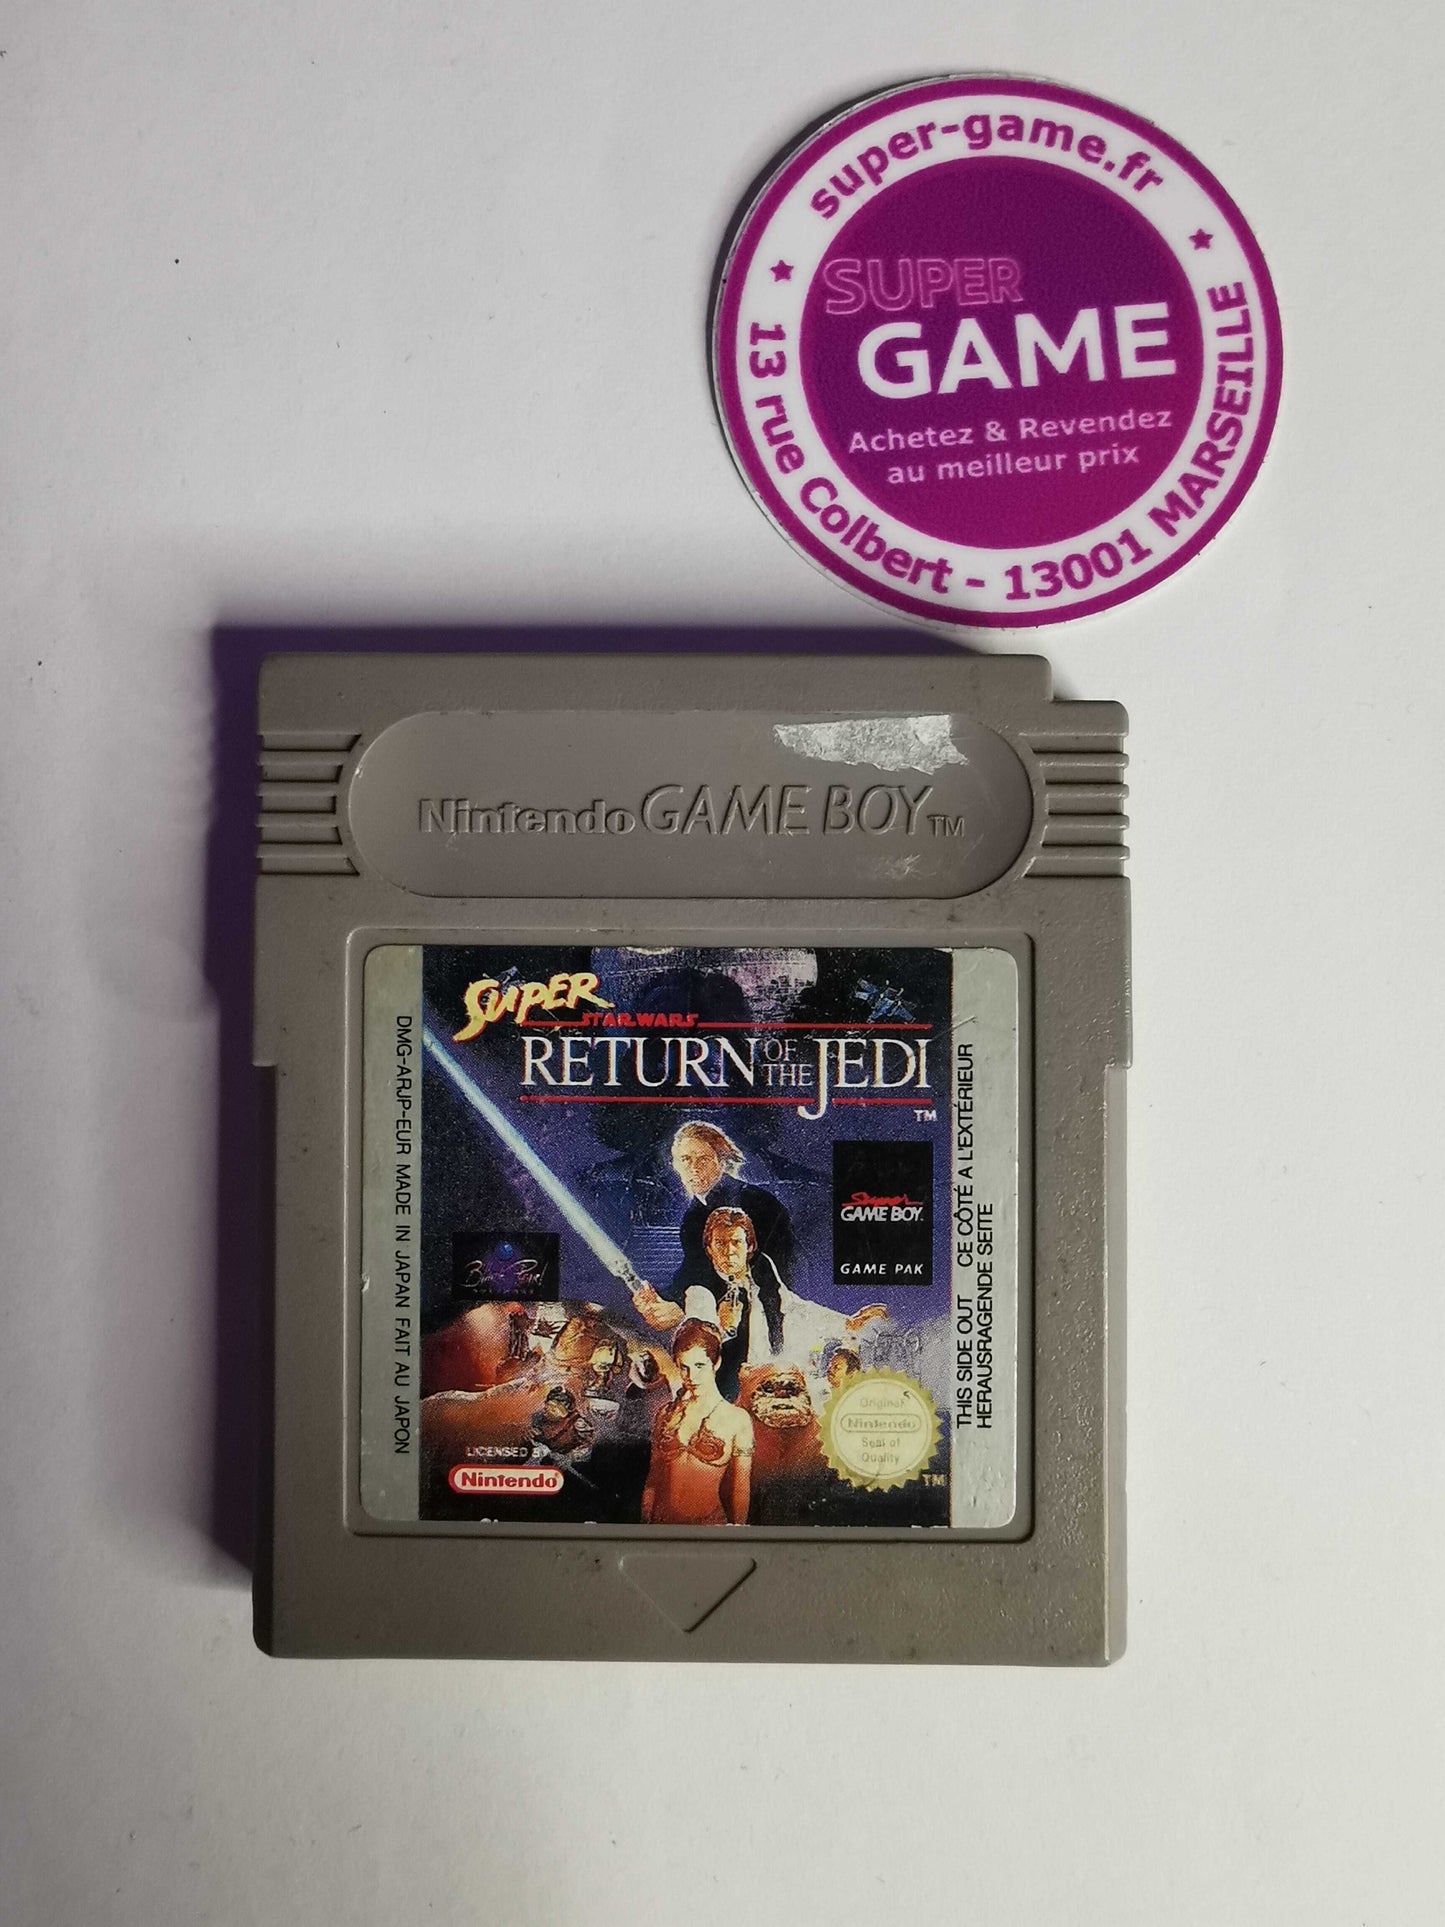 super-game.fr
SUPER
GAME
Achetez & Revendez
au meilleur prix
★ 13 rue Colbert - 13001 MARSEILLE ★
Nintendo GAME BOY TM
SUPER
STAR WARS
RETURN OF THE JEDI
TM
DMG-ARJP-EUR MADE IN JAPAN FAIT AU JAPON
THIS SIDE OUT CE CÔTÉ A L'EXTÉRIEUR
HERAUSRAGENDE SEITE
Super
GAME BOY.
GAME PAK
Black Pearl
LICENSED BY
Nintendo
Original
Nintendo
Seal of
Quality
TM